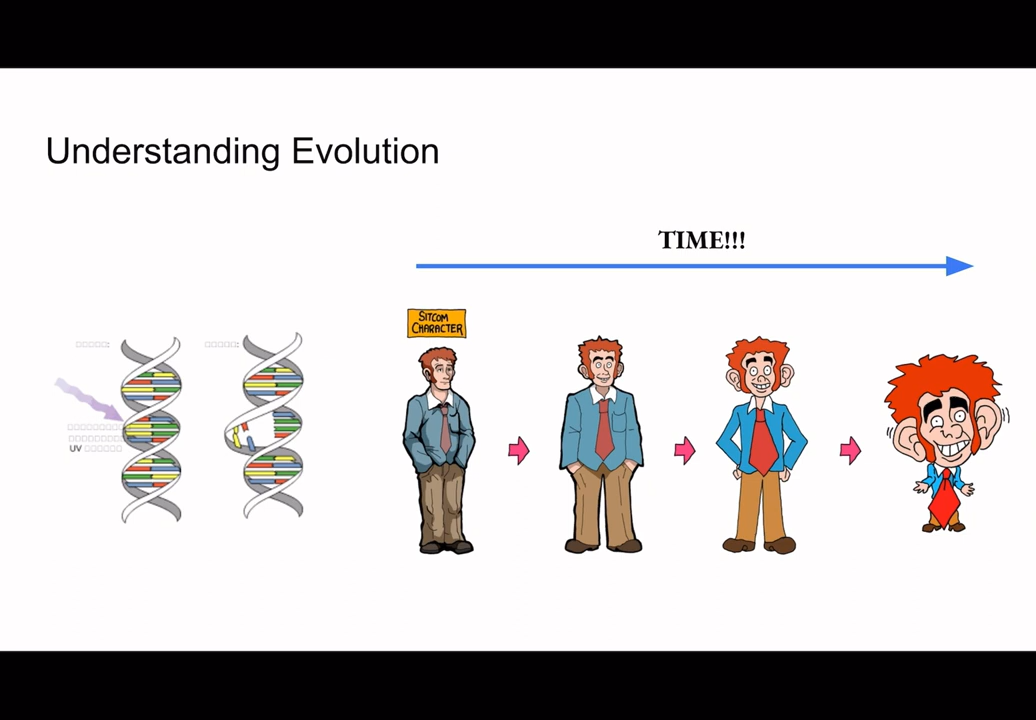 Understanding Evolution
TIME!!!
SITCOM
CHARACTER
UV